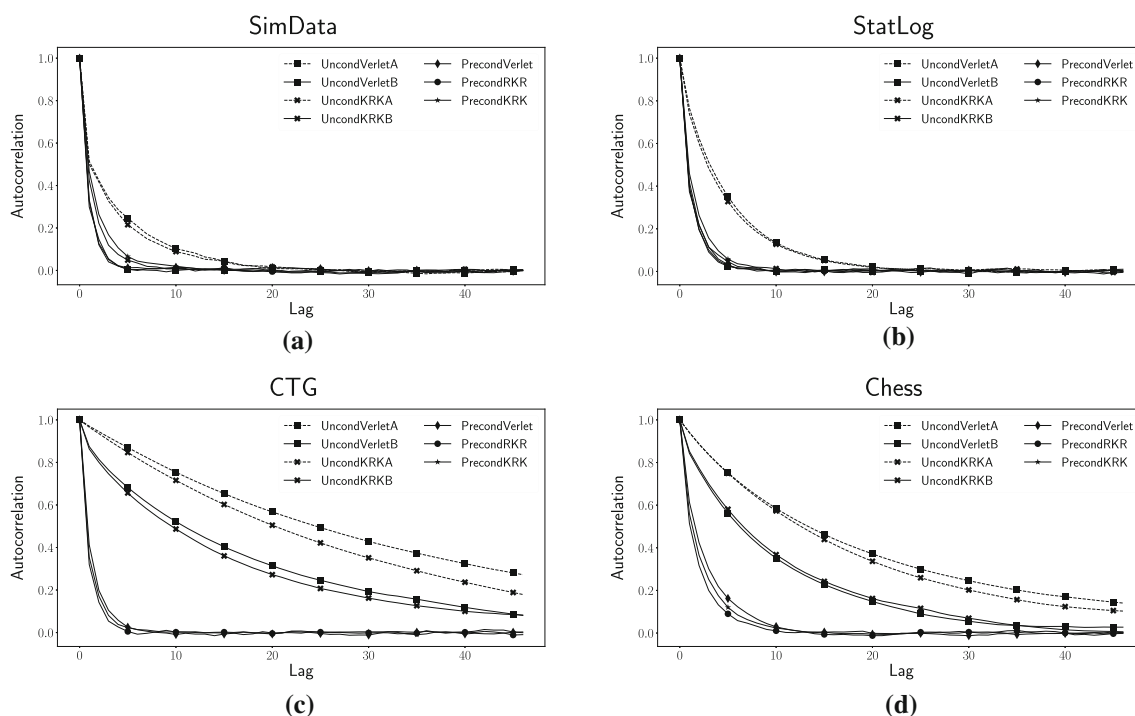 SimData
1.0
0.8
0.6
0.4
0.2
0.0
Autocorrelation
UncondVerletA
UncondVerletB
UncondKRKA
UncondKRKB
PrecondVerlet
PrecondRKR
PrecondKRK
0 10 20 30 40
Lag
(a)
StatLog
1.0
0.8
0.6
0.4
0.2
0.0
Autocorrelation
UncondVerletA
UncondVerletB
UncondKRKA
UncondKRKB
PrecondVerlet
PrecondRKR
PrecondKRK
0 10 20 30 40
Lag
(b)
CTG
1.0
0.8
0.6
0.4
0.2
0.0
Autocorrelation
UncondVerletA
UncondVerletB
UncondKRKA
UncondKRKB
PrecondVerlet
PrecondRKR
PrecondKRK
0 10 20 30 40
Lag
(c)
Chess
1.0
0.8
0.6
0.4
0.2
0.0
Autocorrelation
UncondVerletA
UncondVerletB
UncondKRKA
UncondKRKB
PrecondVerlet
PrecondRKR
PrecondKRK
0 10 20 30 40
Lag
(d)